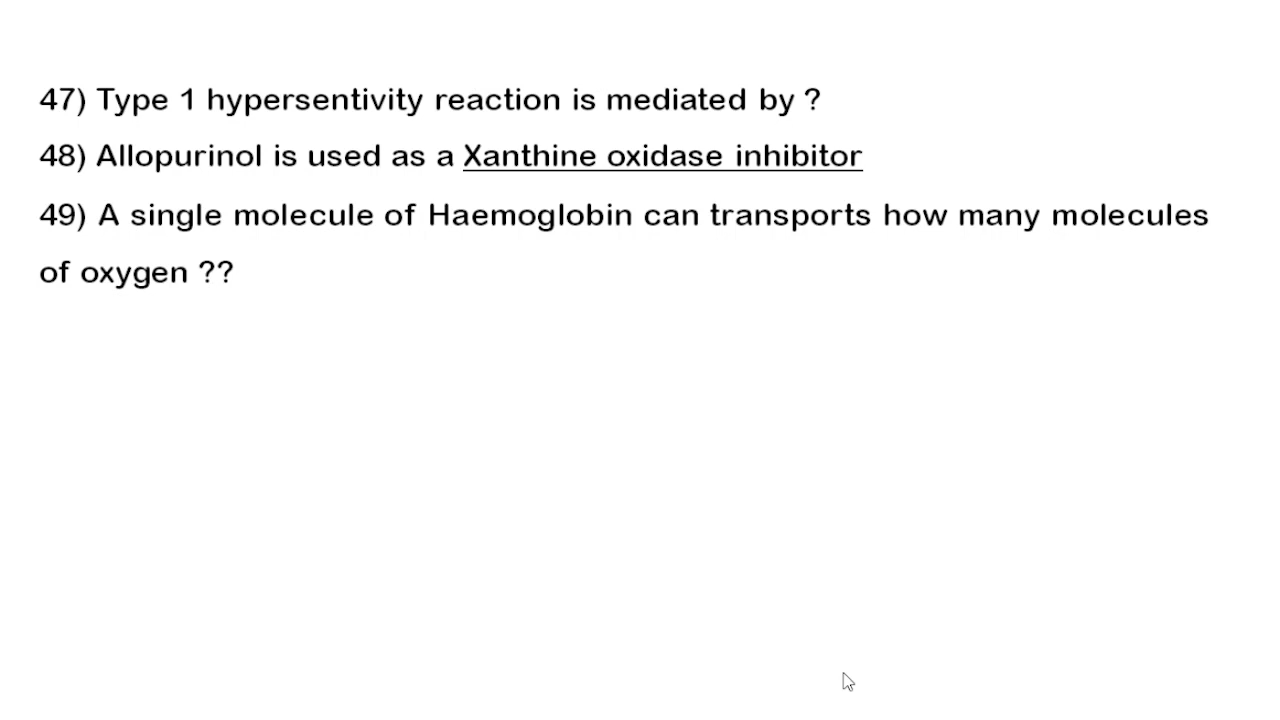 47) Type 1 hypersentivity reaction is mediated by ?
48) Allopurinol is used as a Xanthine oxidase inhibitor
49) A single molecule of Haemoglobin can transports how many molecules
of oxygen ??